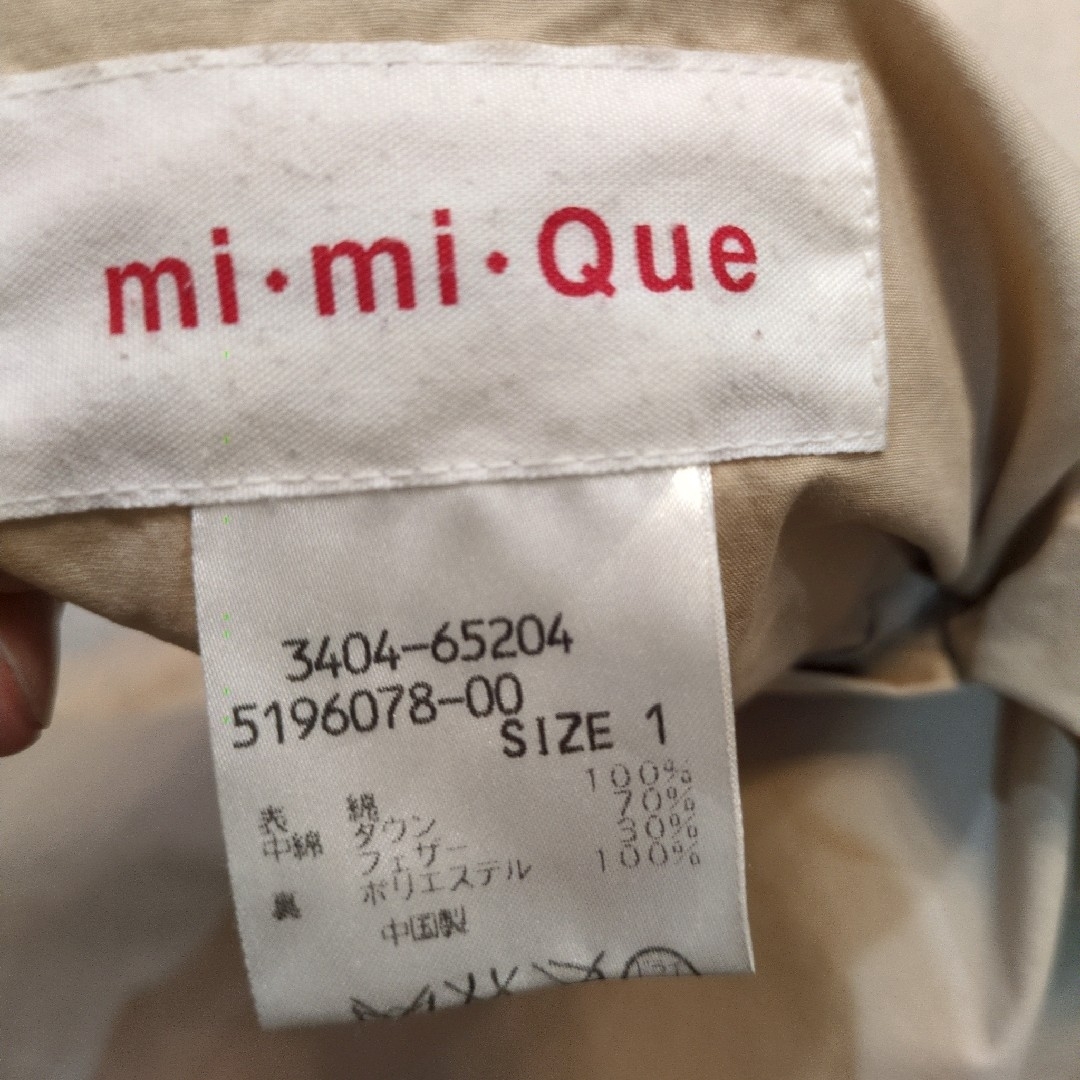 mi・mi・Que
3404-65204
5196078-00
SIZE 1
表 綿 100%
中綿 ダウン 70%
フェザー 30%
裏 ポリエステル 100%
中国製